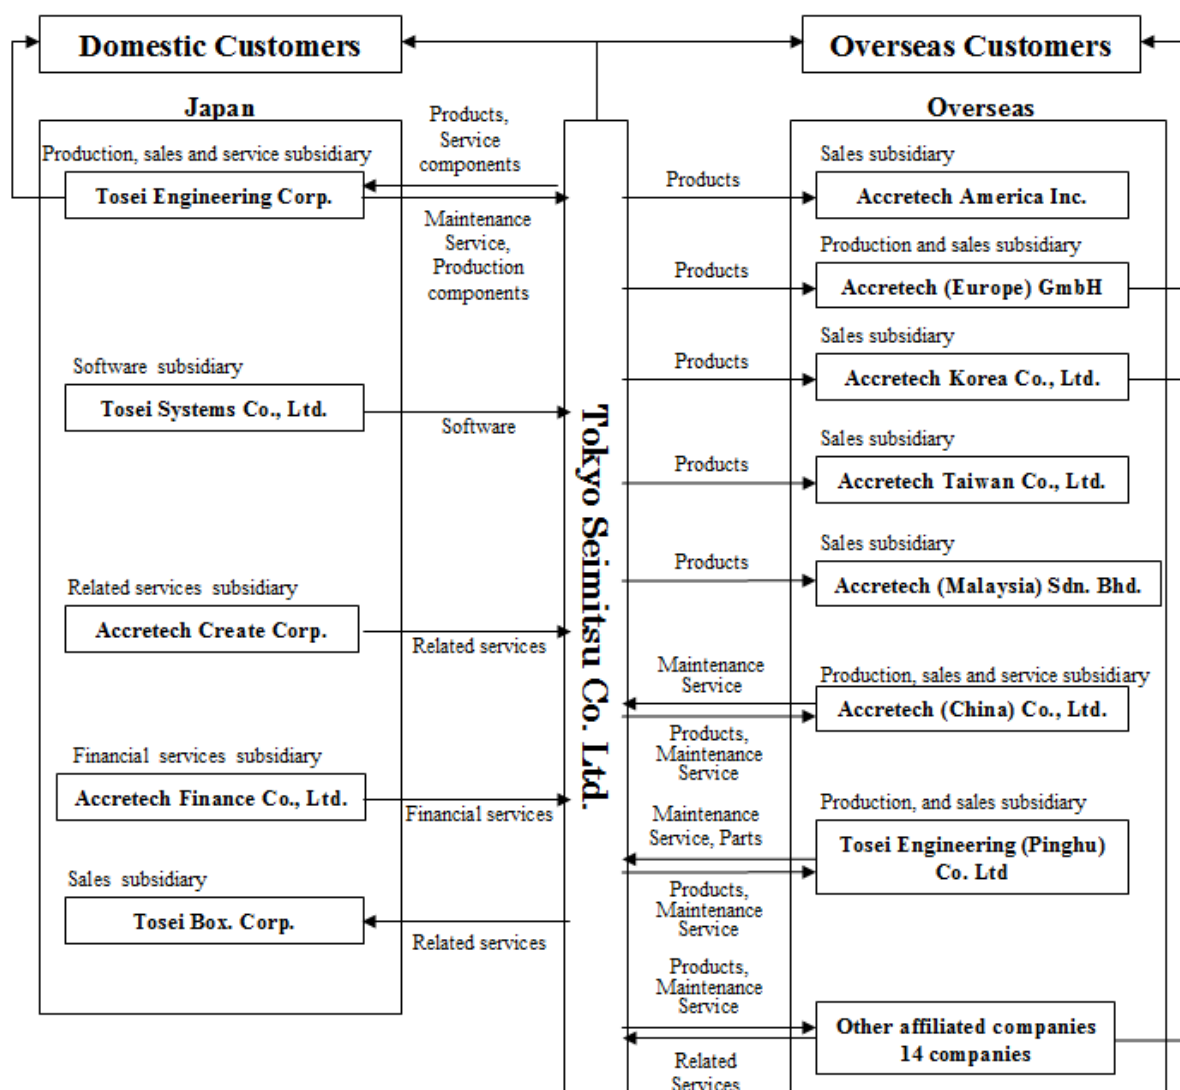 Domestic Customers
Overseas Customers
Japan
Overseas
Production, sales and service subsidiary
Tosei Engineering Corp.
Products,
Service
components
Maintenance
Service,
Production
components
Software subsidiary
Tosei Systems Co., Ltd.
Software
Related services subsidiary
Accretech Create Corp.
Related services
Financial services subsidiary
Accretech Finance Co., Ltd.
Financial services
Sales subsidiary
Tosei Box. Corp.
Related services
Tokyo Seimitsu Co. Ltd.
Products
Sales subsidiary
Accretech America Inc.
Products
Production and sales subsidiary
Accretech (Europe) GmbH
Products
Sales subsidiary
Accretech Korea Co., Ltd.
Products
Sales subsidiary
Accretech Taiwan Co., Ltd.
Products
Sales subsidiary
Accretech (Malaysia) Sdn. Bhd.
Maintenance
Service
Products,
Maintenance
Service
Production, sales and service subsidiary
Accretech (China) Co., Ltd.
Maintenance
Service, Parts
Products,
Maintenance
Service
Production, and sales subsidiary
Tosei Engineering (Pinghu)
Co. Ltd
Products,
Maintenance
Service
Related
Services
Other affiliated companies
14 companies